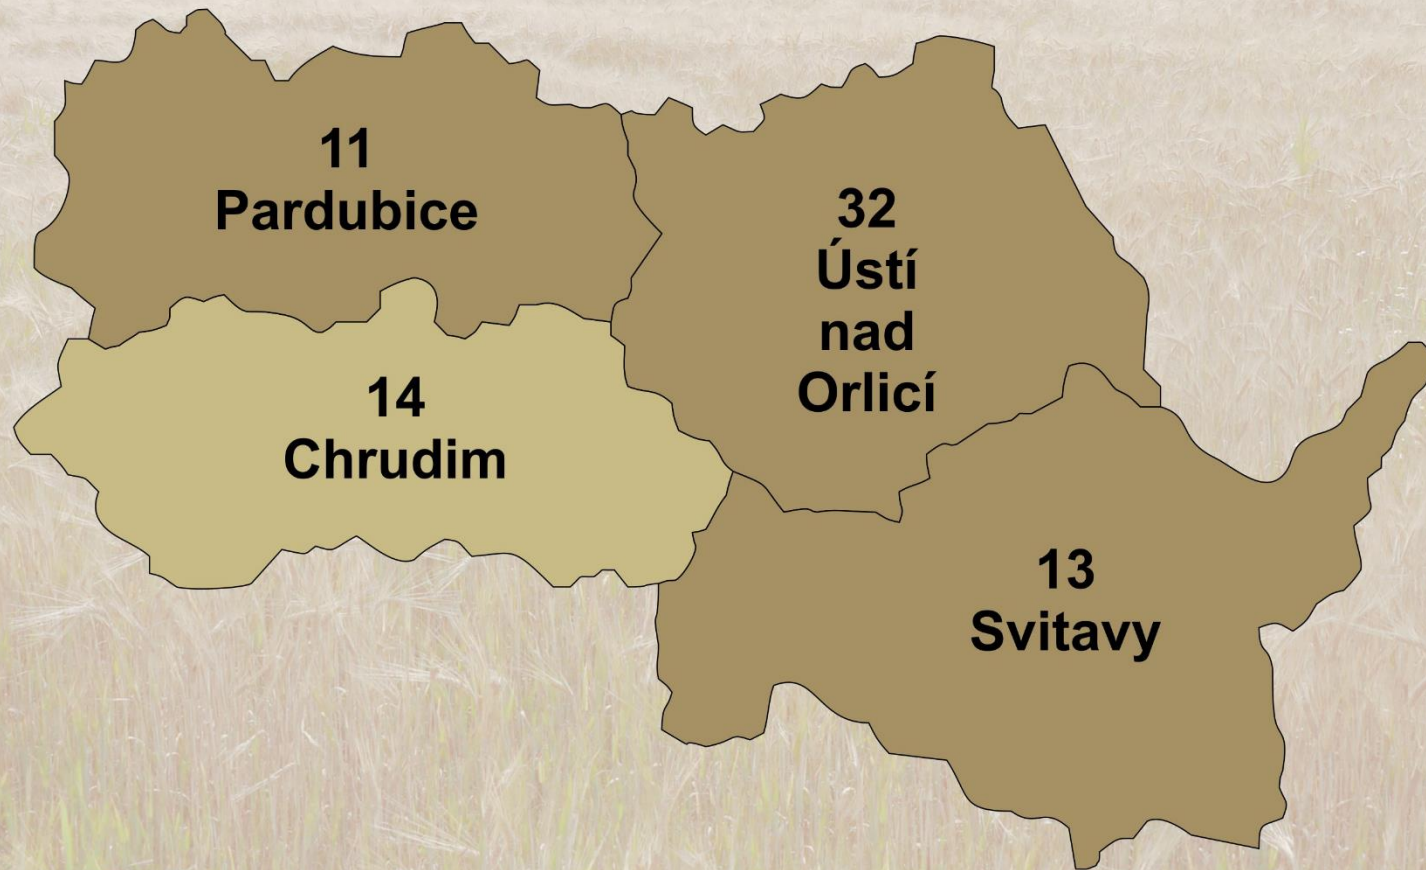 11
Pardubice
32
Ústí
nad
Orlicí
14
Chrudim
13
Svitavy